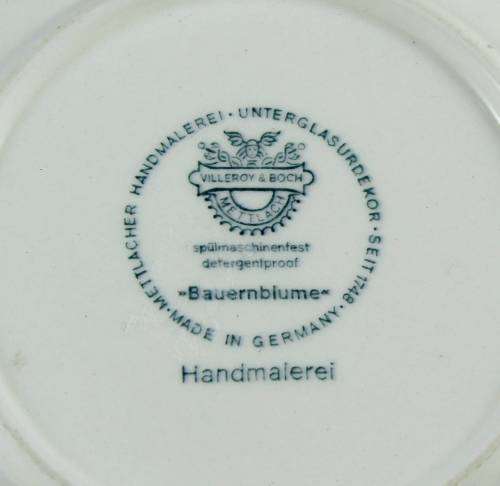 METTLACHER HANDMALEREI · UNTERGLASURDEKOR · SEIT 1748 ·
VILLEROY & BOCH
METTLACH
spülmaschinenfest
detergentproof
»Bauernblume«
· MADE IN GERMANY ·
Handmalerei